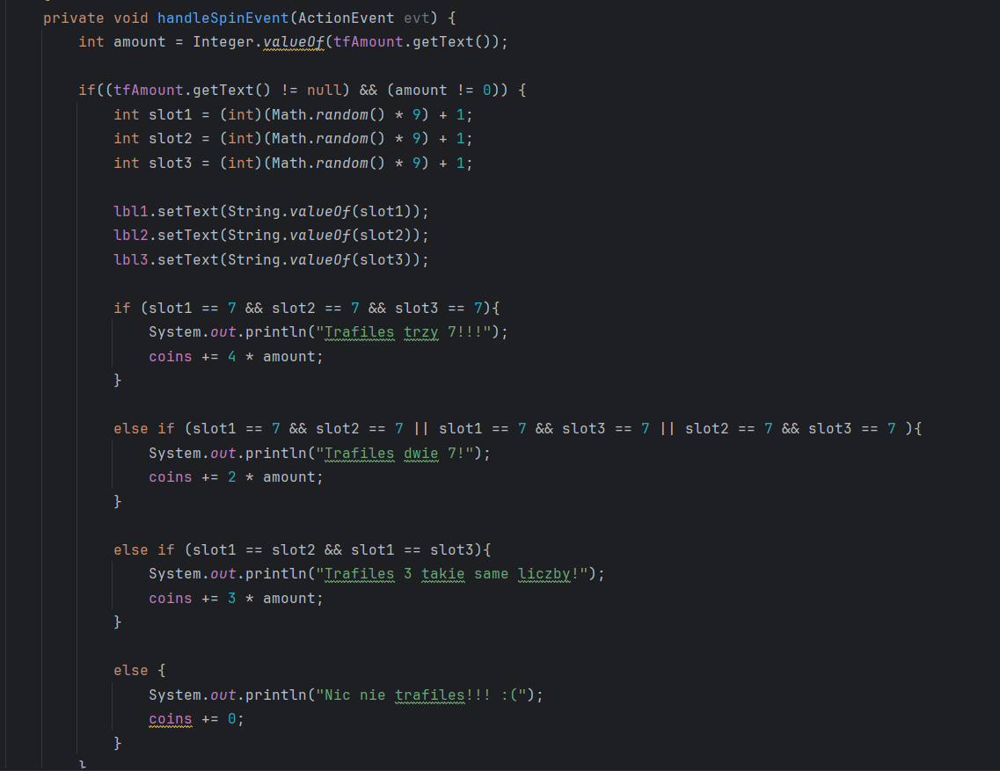 private void handleSpinEvent(ActionEvent evt) {
int amount = Integer.valueOf(tfAmount.getText());
if((tfAmount.getText() != null) && (amount != 0)) {
int slot1 = (int)(Math.random() * 9) + 1;
int slot2 = (int)(Math.random() * 9) + 1;
int slot3 = (int)(Math.random() * 9) + 1;
lbl1.setText(String.valueOf(slot1));
lbl2.setText(String.valueOf(slot2));
lbl3.setText(String.valueOf(slot3));
if (slot1 == 7 && slot2 == 7 && slot3 == 7){
System.out.println("Trafiles trzy 7!!!");
coins += 4 * amount;
}
else if (slot1 == 7 && slot2 == 7 || slot1 == 7 && slot3 == 7 || slot2 == 7 && slot3 == 7 ){
System.out.println("Trafiles dwie 7!");
coins += 2 * amount;
}
else if (slot1 == slot2 && slot1 == slot3){
System.out.println("Trafiles 3 takie same liczby!");
coins += 3 * amount;
}
else {
System.out.println("Nic nie trafiles!!! :(");
coins += 0;
}
}